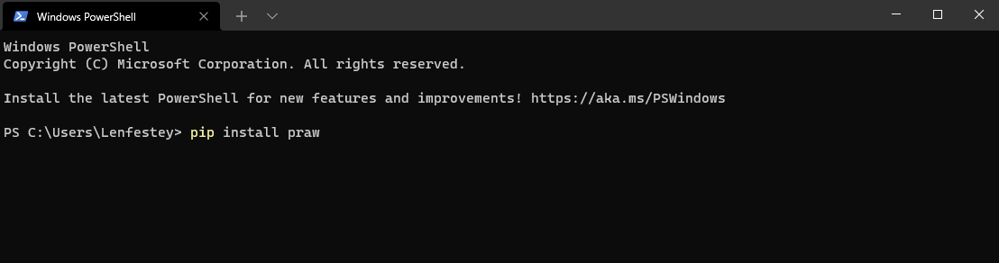 Windows PowerShell
Windows PowerShell
Copyright (C) Microsoft Corporation. All rights reserved.
Install the latest PowerShell for new features and improvements! https://aka.ms/PSWindows
PS C:\Users\Lenfestey> pip install praw